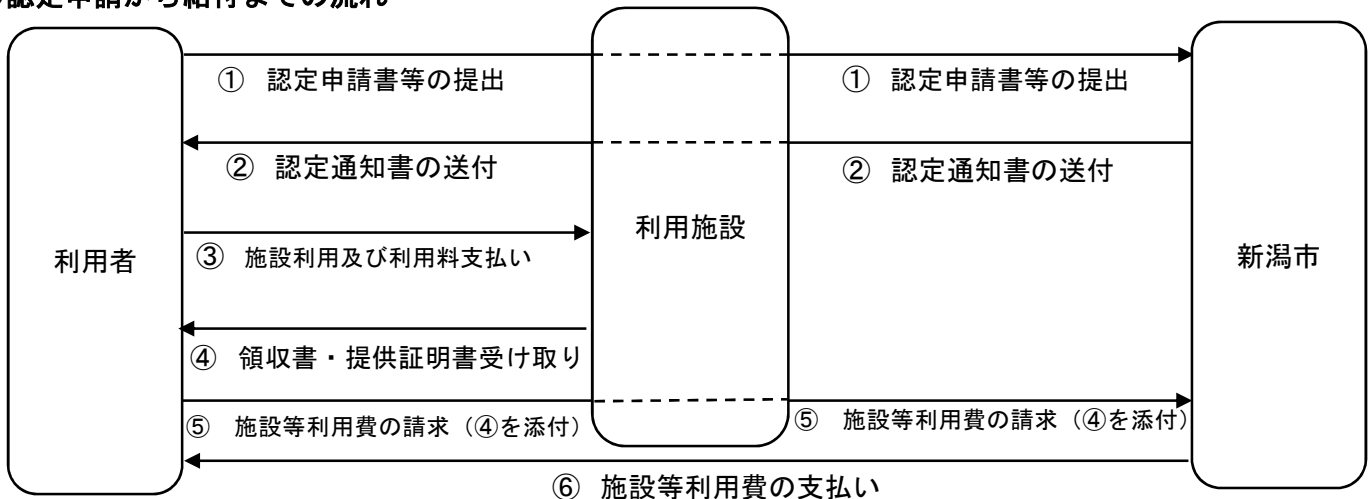 認定申請から給付までの流れ
① 認定申請書等の提出
① 認定申請書等の提出
② 認定通知書の送付
② 認定通知書の送付
利用者
利用施設
新潟市
③ 施設利用及び利用料支払い
④ 領収書・提供証明書受け取り
⑤ 施設等利用費の請求（④を添付）
⑤ 施設等利用費の請求（④を添付）
⑥ 施設等利用費の支払い